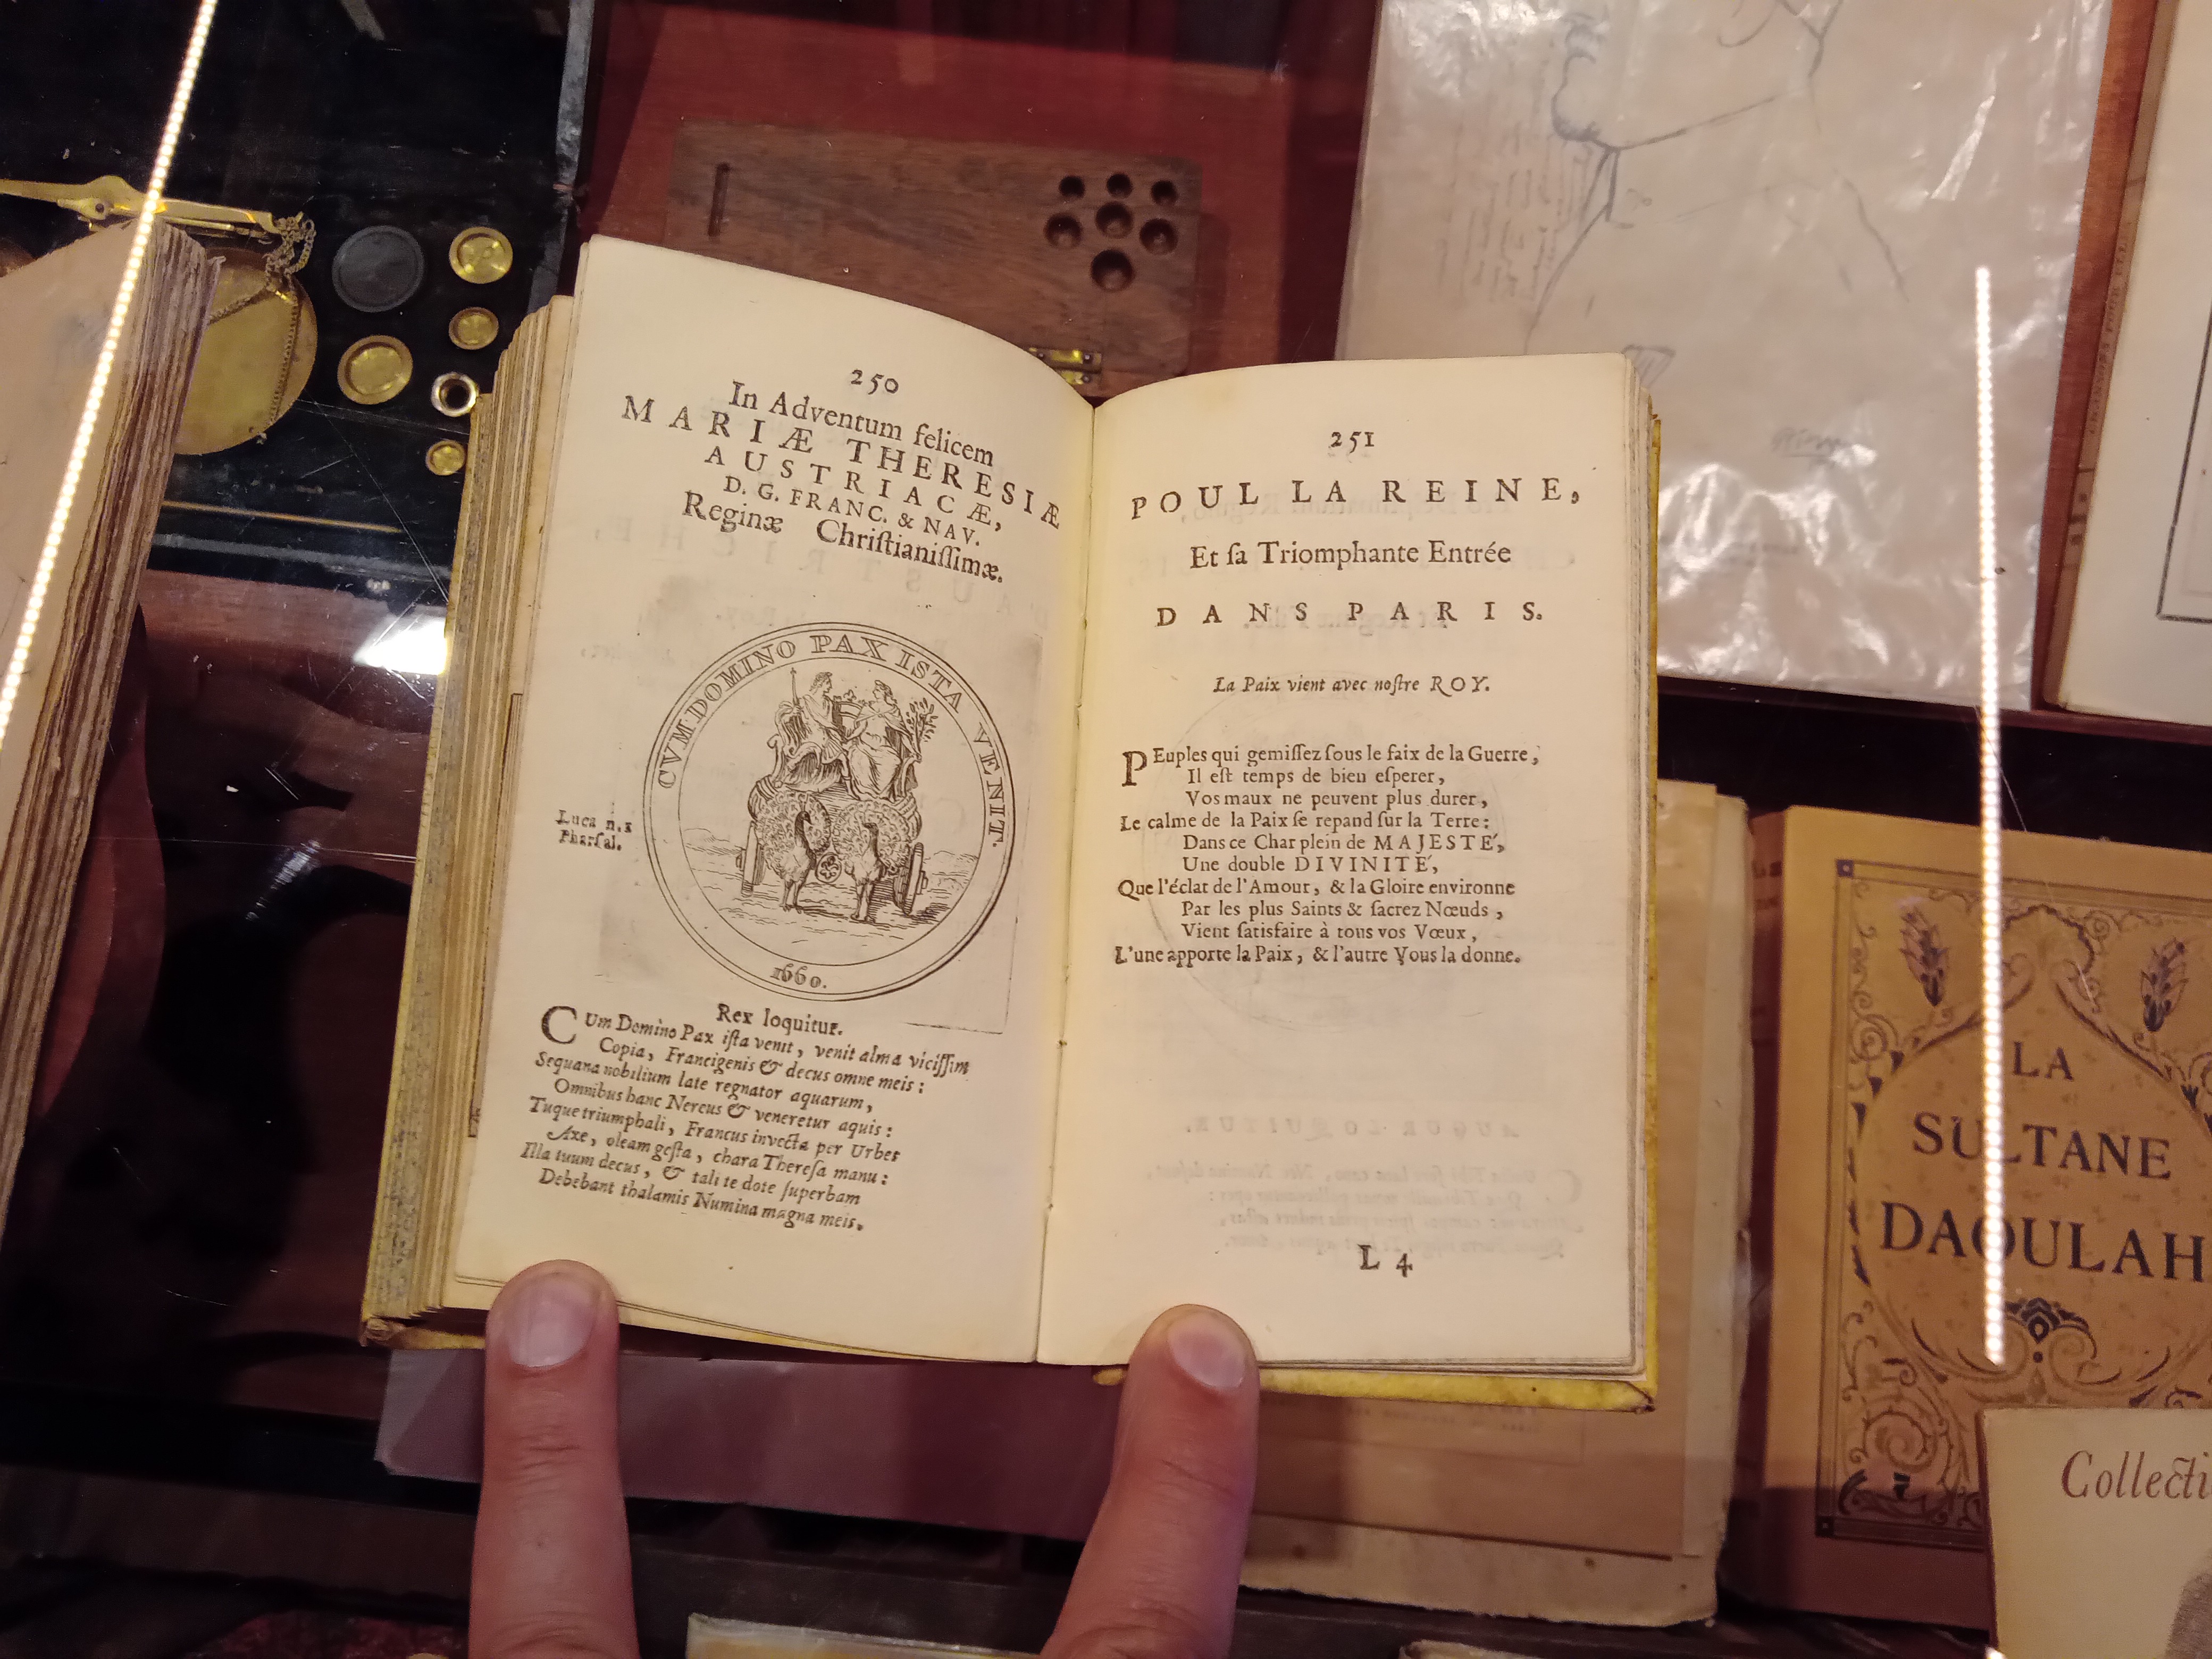 250
In Adventum felicem
MARIÆ THERESIÆ
AUSTRIACÆ,
D. G. FRANC. & NAV.
Reginæ Chriſtianiſſimæ.
CVM DOMINO PAX ISTA VENIT.
Luca n. 1
Pharſal.
1660.
Rex loquitur.
CUm Domino Pax iſta venit, venit alma viciſſim
Copia, Francigenis & decus omne meis:
Sequana nobilium late regnator aquarum,
Omnibus hanc Nereus & veneretur aquis:
Tuque triumphali, Francus invecta per Urbes
Axe, oleam geſta, chara Thereſa manu:
Illa tuum decus, & tali te dote ſuperbam
Debebant thalamis Numina magna meis.
251
POUL LA REINE,
Et ſa Triomphante Entrée
DANS PARIS.
La Paix vient avec noſtre ROY.
PEuples qui gemiſſez ſous le faix de la Guerre,
Il eſt temps de bieu eſperer,
Vos maux ne peuvent plus durer,
Le calme de la Paix ſe repand ſur la Terre:
Dans ce Char plein de MAJESTÉ,
Une double DIVINITÉ,
Que l'éclat de l'Amour, & la Gloire environne
Par les plus Saints & ſacrez Nœuds,
Vient ſatisfaire à tous vos Vœux,
L'une apporte la Paix, & l'autre Vous la donne.
L 4
LA
SULTANE
DAOULAH
Collecti